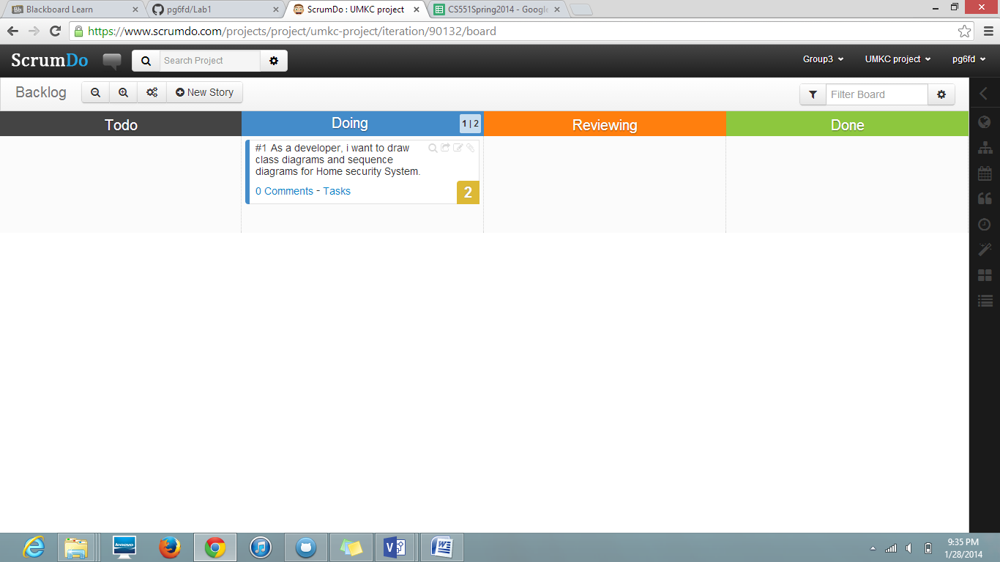 Blackboard Learn
pg6fd/Lab1
ScrumDo : UMKC project
CS551Spring2014 - Google
https://www.scrumdo.com/projects/project/umkc-project/iteration/90132/board
ScrumDo
Search Project
Group3
UMKC project
pg6fd
Backlog
New Story
Filter Board
Todo
Doing
1 | 2
Reviewing
Done
#1 As a developer, i want to draw
class diagrams and sequence
diagrams for Home security System.
0 Comments - Tasks
2
lenovo
9:35 PM
1/28/2014